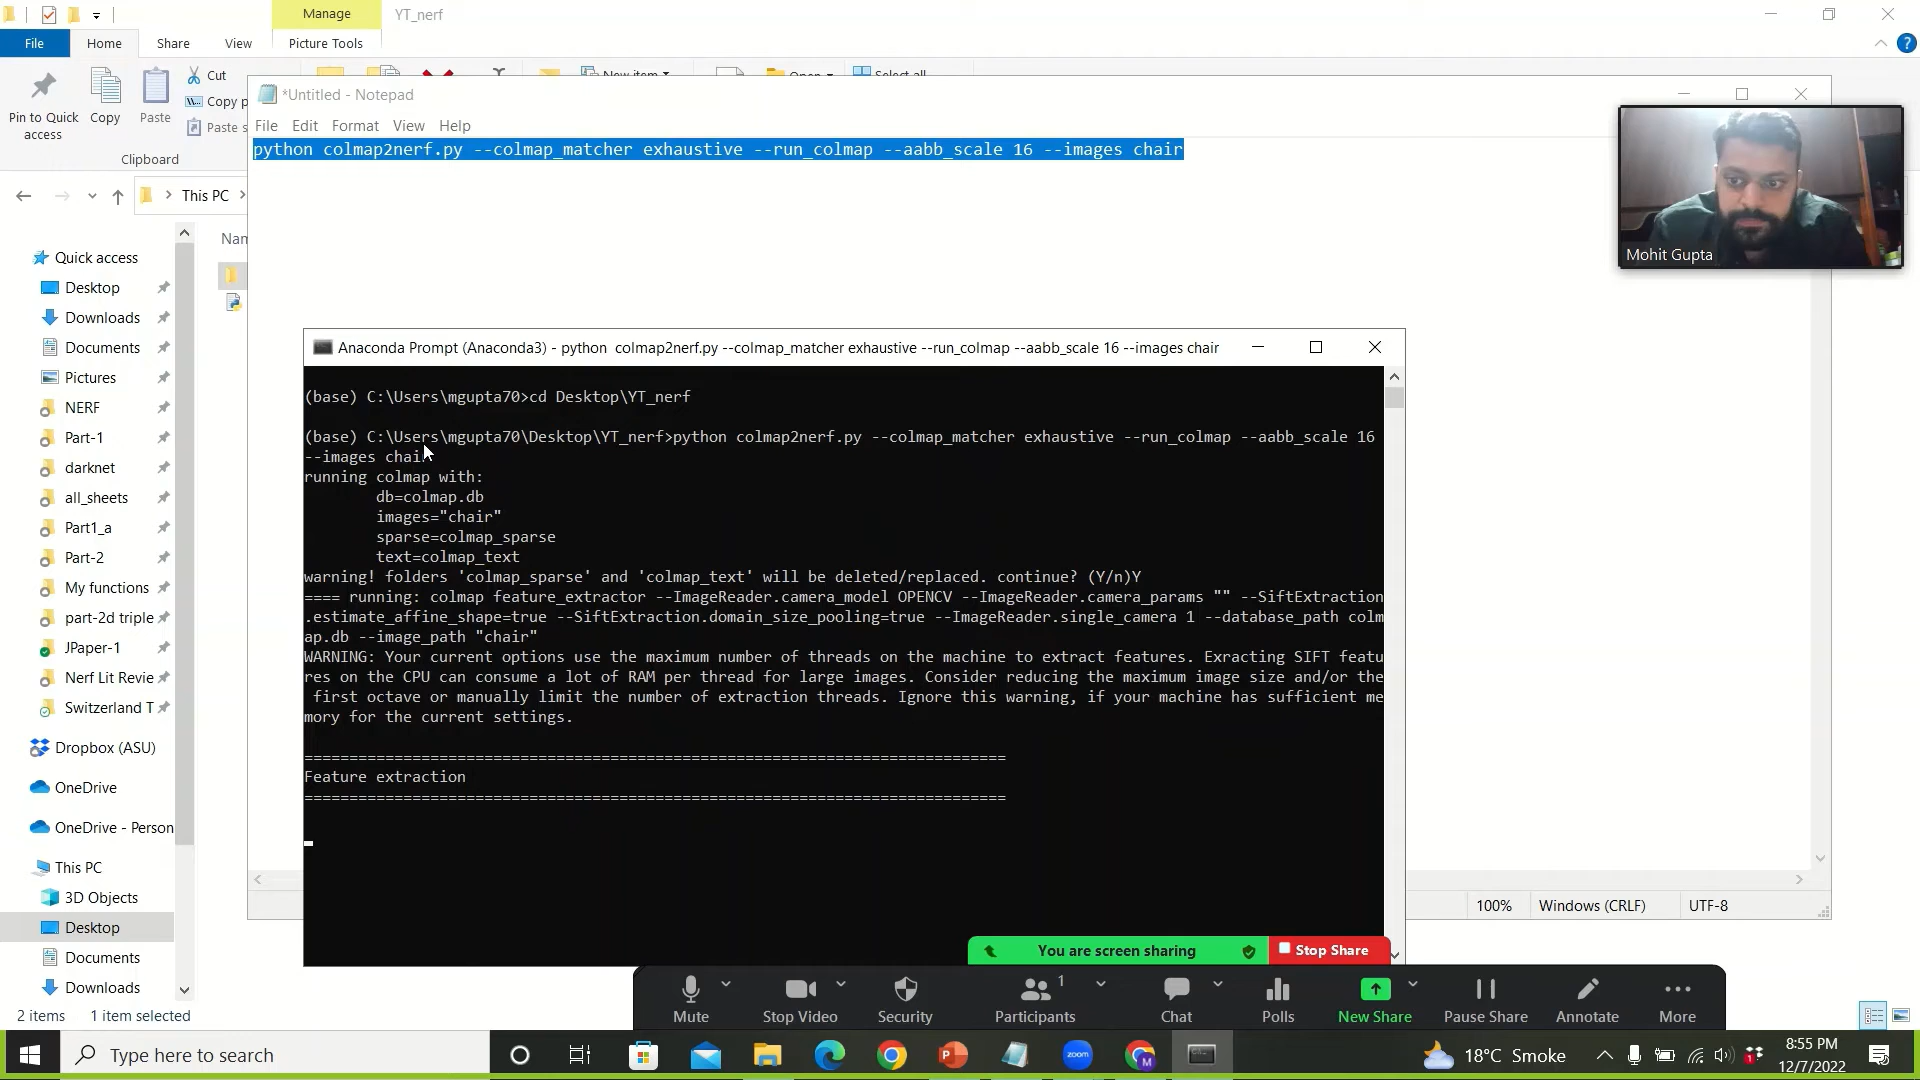 Manage
YT_nerf
File
Home
Share
View
Picture Tools
Pin to Quick
access
Copy
Paste
Cut
Copy p
Paste s
Clipboard
New item
Open
Select all
This PC
*Untitled - Notepad
File Edit Format View Help
python colmap2nerf.py --colmap_matcher exhaustive --run_colmap --aabb_scale 16 --images chair
Mohit Gupta
Nan
Quick access
Desktop
Downloads
Documents
Pictures
NERF
Part-1
darknet
all_sheets
Part1_a
Part-2
My functions
part-2d triple
JPaper-1
Nerf Lit Revie
Switzerland T
Dropbox (ASU)
OneDrive
OneDrive - Person
This PC
3D Objects
Desktop
Documents
Downloads
2 items 1 item selected
Anaconda Prompt (Anaconda3) - python colmap2nerf.py --colmap_matcher exhaustive --run_colmap --aabb_scale 16 --images chair
(base) C:\Users\mgupta70>cd Desktop\YT_nerf
(base) C:\Users\mgupta70\Desktop\YT_nerf>python colmap2nerf.py --colmap_matcher exhaustive --run_colmap --aabb_scale 16
--images chair
running colmap with:
db=colmap.db
images="chair"
sparse=colmap_sparse
text=colmap_text
warning! folders 'colmap_sparse' and 'colmap_text' will be deleted/replaced. continue? (Y/n)Y
==== running: colmap feature_extractor --ImageReader.camera_model OPENCV --ImageReader.camera_params "" --SiftExtraction
.estimate_affine_shape=true --SiftExtraction.domain_size_pooling=true --ImageReader.single_camera 1 --database_path colm
ap.db --image_path "chair"
WARNING: Your current options use the maximum number of threads on the machine to extract features. Exracting SIFT featu
res on the CPU can consume a lot of RAM per thread for large images. Consider reducing the maximum image size and/or the
first octave or manually limit the number of extraction threads. Ignore this warning, if your machine has sufficient me
mory for the current settings.
==============================================================================
Feature extraction
==============================================================================
100%
Windows (CRLF)
UTF-8
You are screen sharing
Stop Share
Mute
Stop Video
Security
Participants
1
Chat
Polls
New Share
Pause Share
Annotate
More
Type here to search
zoom
18°C Smoke
8:55 PM
12/7/2022